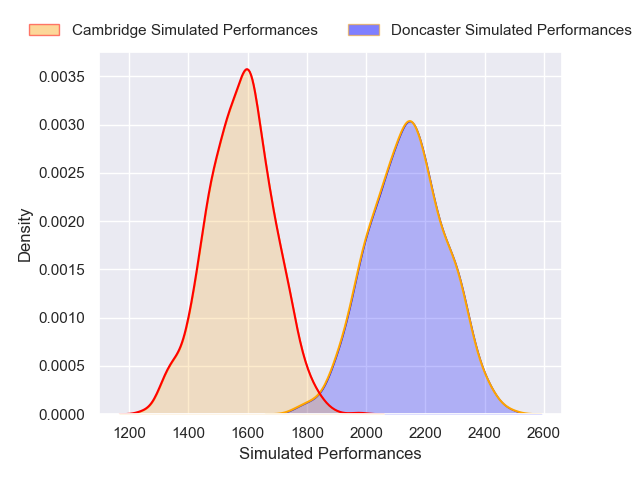 Cambridge Simulated Performances
Doncaster Simulated Performances
0.0035
0.0030
0.0025
0.0020
0.0015
0.0010
0.0005
0.0000
Density
1200 1400 1600 1800 2000 2200 2400 2600
Simulated Performances